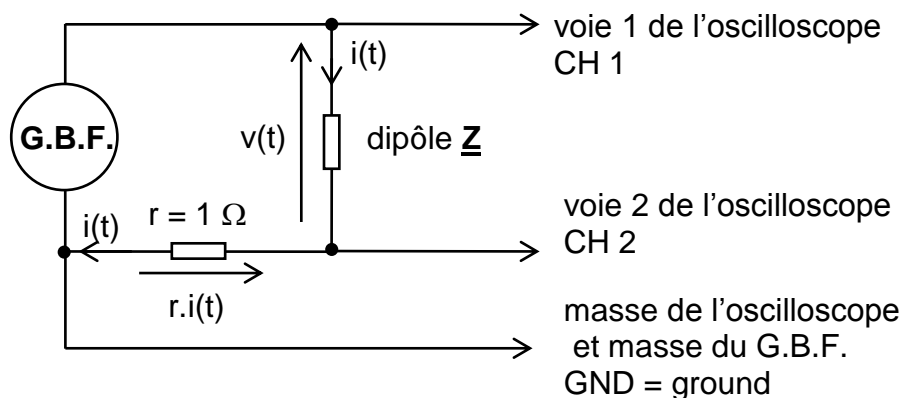 voie 1 de l’oscilloscope
CH 1
i(t)
G.B.F.
v(t)
dipôle Z
r = 1 Ω
i(t)
voie 2 de l’oscilloscope
CH 2
r.i(t)
masse de l’oscilloscope
et masse du G.B.F.
GND = ground